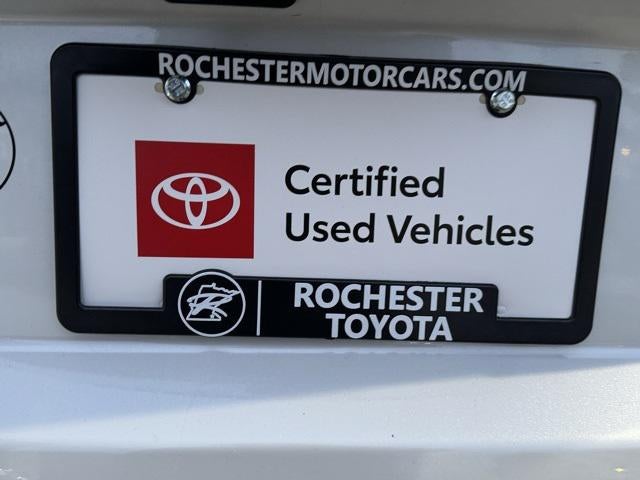 ROCHESTERMOTORCARS.COM
Certified
Used Vehicles
ROCHESTER
TOYOTA